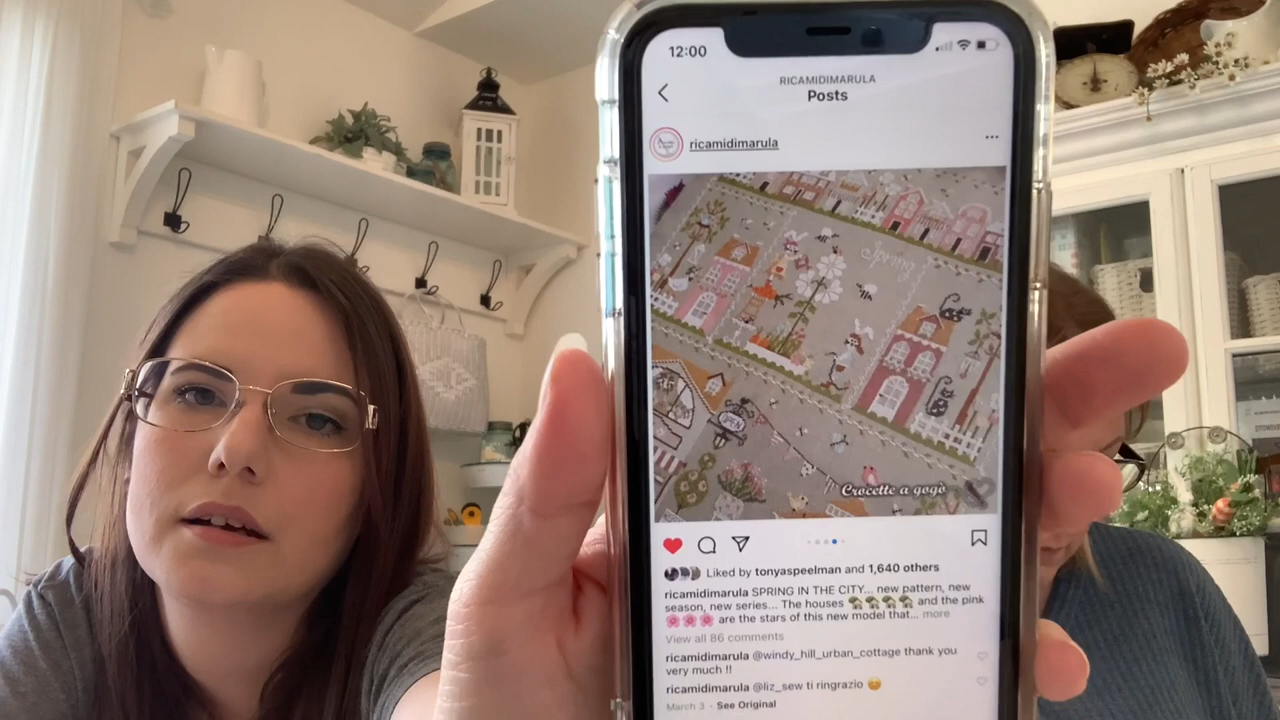 12:00
RICAMIDIMARULA
Posts
ricamidimarula
Spring
OPEN
Crocette a gogò
Liked by tonyaspeelman and 1,640 others
ricamidimarula SPRING IN THE CITY... new pattern, new
season, new series... The houses 🏡🏡🏡🏡 and the pink
🌸🌸🌸 are the stars of this new model that... more
View all 86 comments
ricamidimarula @windy_hill_urban_cottage thank you
very much !!
ricamidimarula @liz_sew ti ringrazio 😊
March 3 · See Original